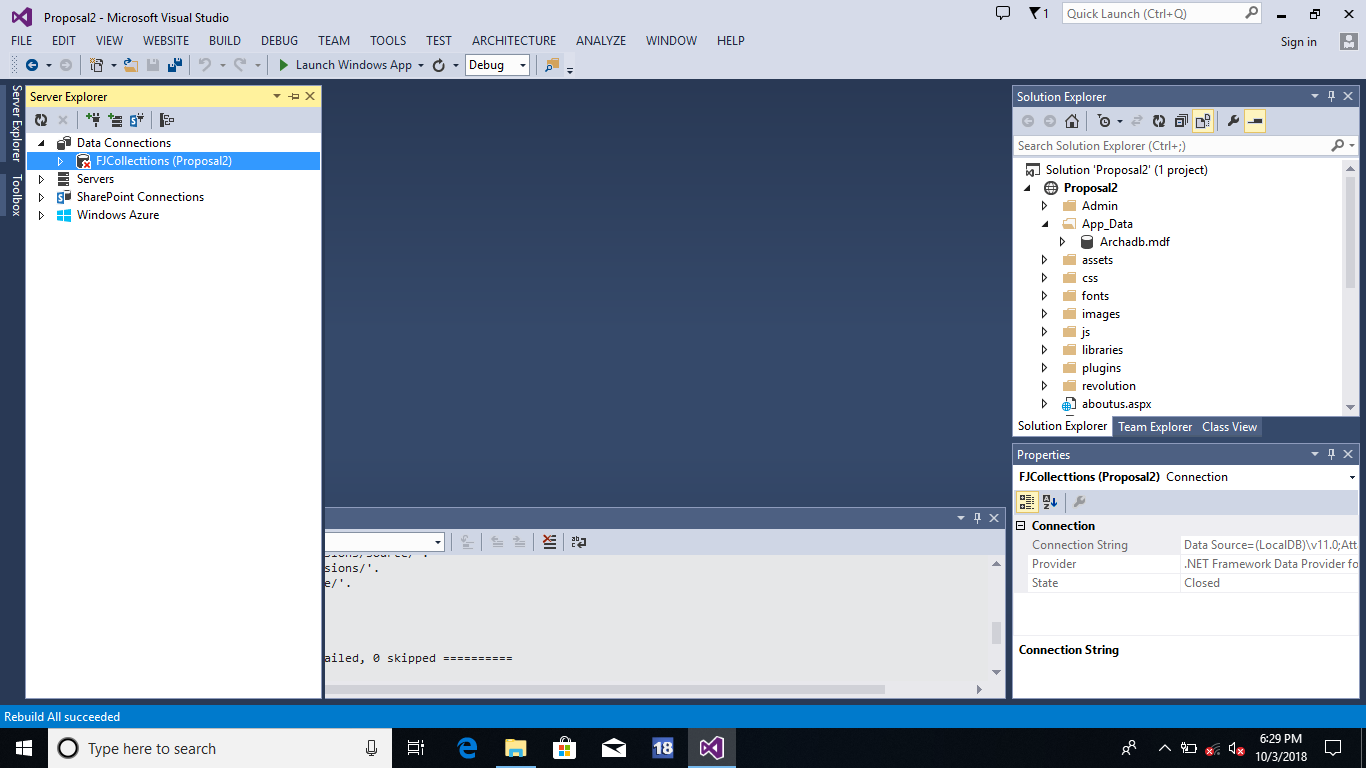 Proposal2 - Microsoft Visual Studio
1
Quick Launch (Ctrl+Q)
FILE EDIT VIEW WEBSITE BUILD DEBUG TEAM TOOLS TEST ARCHITECTURE ANALYZE WINDOW HELP
Sign in
Launch Windows App
Debug
Server Explorer
Toolbox
Server Explorer
Data Connections
FJCollecttions (Proposal2)
Servers
SharePoint Connections
Windows Azure
sions/source/'.
sions/'.
e/'.
ailed, 0 skipped ==========
Solution Explorer
Search Solution Explorer (Ctrl+;)
Solution 'Proposal2' (1 project)
Proposal2
Admin
App_Data
Archadb.mdf
assets
css
fonts
images
js
libraries
plugins
revolution
aboutus.aspx
Solution Explorer Team Explorer Class View
Properties
FJCollecttions (Proposal2) Connection
Connection
Connection String Data Source=(LocalDB)\v11.0;Att
Provider .NET Framework Data Provider fo
State Closed
Connection String
Rebuild All succeeded
Type here to search
18
6:29 PM
10/3/2018